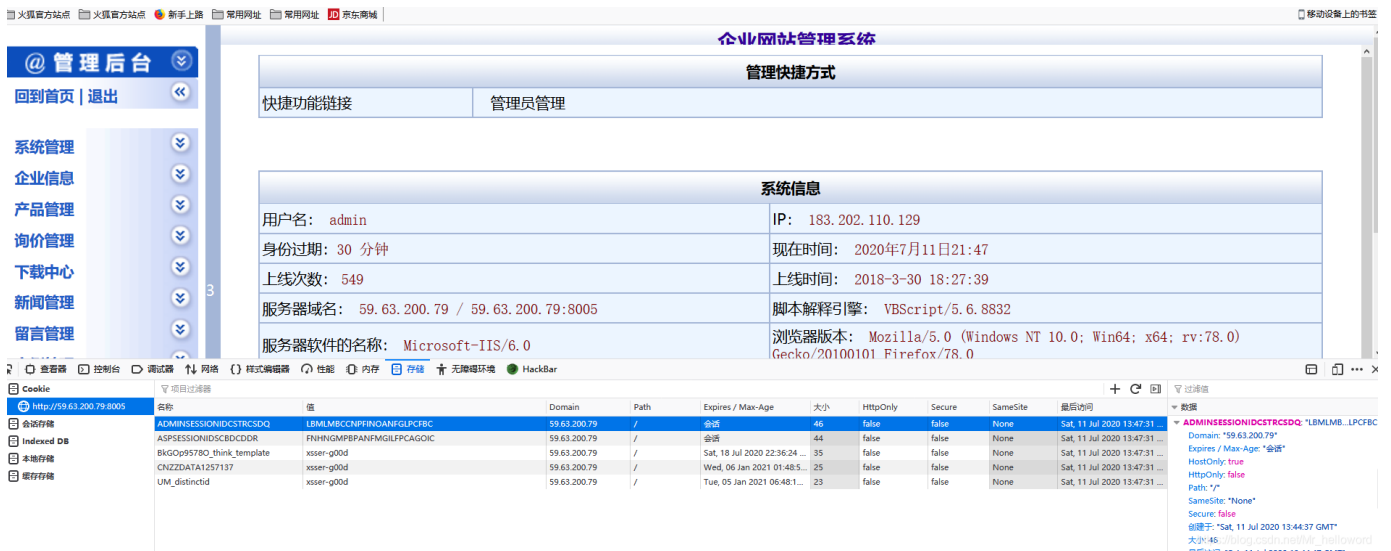 火狐官方站点 火狐官方站点 新手上路 常用网址 常用网址 JD 京东商城 移动设备上的书签
企业网站管理系统
@ 管理后台
回到首页 | 退出
系统管理
企业信息
产品管理
询价管理
下载中心
新闻管理
留言管理
3
管理快捷方式
快捷功能链接 管理员管理
系统信息
用户名: admin IP: 183.202.110.129
身份过期: 30 分钟 现在时间: 2020年7月11日21:47
上线次数: 549 上线时间: 2018-3-30 18:27:39
服务器域名: 59.63.200.79 / 59.63.200.79:8005 脚本解释引擎: VBScript/5.6.8832
服务器软件的名称: Microsoft-IIS/6.0 浏览器版本: Mozilla/5.0 (Windows NT 10.0; Win64; x64; rv:78.0)
Gecko/20100101 Firefox/78.0
查看器 控制台 调试器 网络 {} 样式编辑器 性能 内存 存储 无障碍环境 HackBar
Cookie
http://59.63.200.79:8005
会话存储
Indexed DB
本地存储
缓存存储
项目过滤器
名称 值 Domain Path Expires / Max-Age 大小 HttpOnly Secure SameSite 最后访问
ADMINSESSIONIDCSTRCSDQ LBMLMBCCNPFINOANFGLPCFBC 59.63.200.79 / 会话 46 false false None Sat, 11 Jul 2020 13:47:31 ...
ASPSESSIONIDSCBDCDDR FNHNGMPBPANFMGILFPCAGOIC 59.63.200.79 / 会话 44 false false None Sat, 11 Jul 2020 13:47:31 ...
BkGOp9578O_think_template xsser-g00d 59.63.200.79 / Sat, 18 Jul 2020 22:36:24 ... 35 false false None Sat, 11 Jul 2020 13:47:31 ...
CNZZDATA1257137 xsser-g00d 59.63.200.79 / Wed, 06 Jan 2021 01:48:5... 25 false false None Sat, 11 Jul 2020 13:47:31 ...
UM_distinctid xsser-g00d 59.63.200.79 / Tue, 05 Jan 2021 06:48:1... 23 false false None Sat, 11 Jul 2020 13:47:31 ...
过滤值
数据
ADMINSESSIONIDCSTRCSDQ: "LBMLMB...LPCFBC
Domain: "59.63.200.79"
Expires / Max-Age: "会话"
HostOnly: true
HttpOnly: false
Path: "/"
SameSite: "None"
Secure: false
创建于: "Sat, 11 Jul 2020 13:44:37 GMT"
大小: 46
blog.csdn.net/Mr_helloword